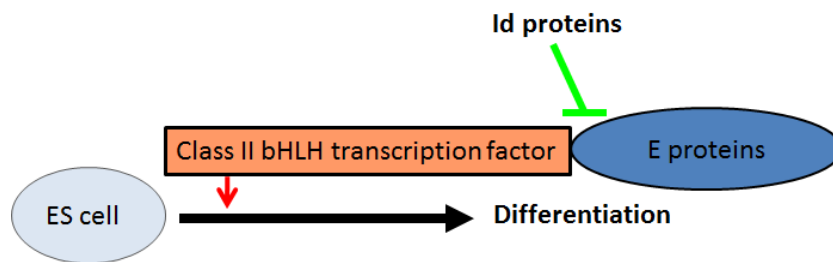 Id proteins
Class II bHLH transcription factor
E proteins
ES cell
Differentiation